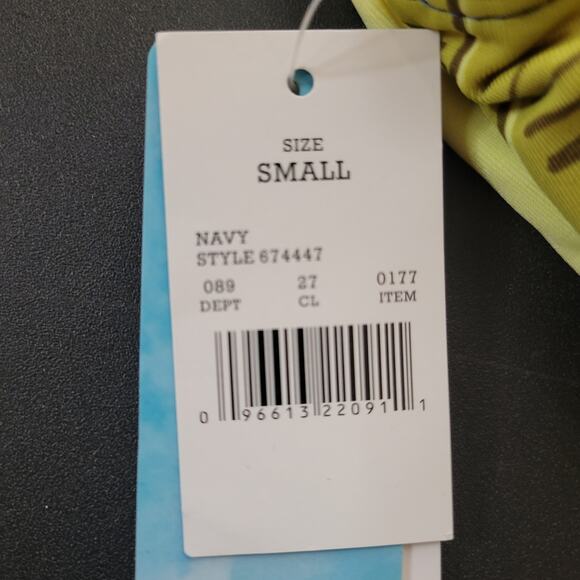 SIZE
SMALL
NAVY
STYLE 674447
089 27 0177
DEPT CL ITEM
0 96613 22091 1